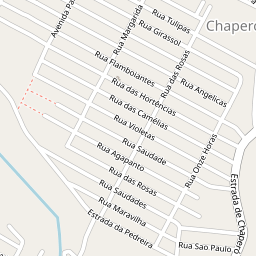 Avenida Pa
Rua Margarida
Rua Tulipas
Rua Girassol
Chapero
Rua Flamboiantes
Rua das Rosas
Rua Angelicas
Rua das Hortências
Rua das Camélias
Rua Violetas
Rua Saudade
Rua Onze Horas
Rua Agapanto
Rua das Rosas
Rua Saudades
Estrada de Chaperó
Rua Maravilha
Estrada da Pedreira
Rua Sao Paulo